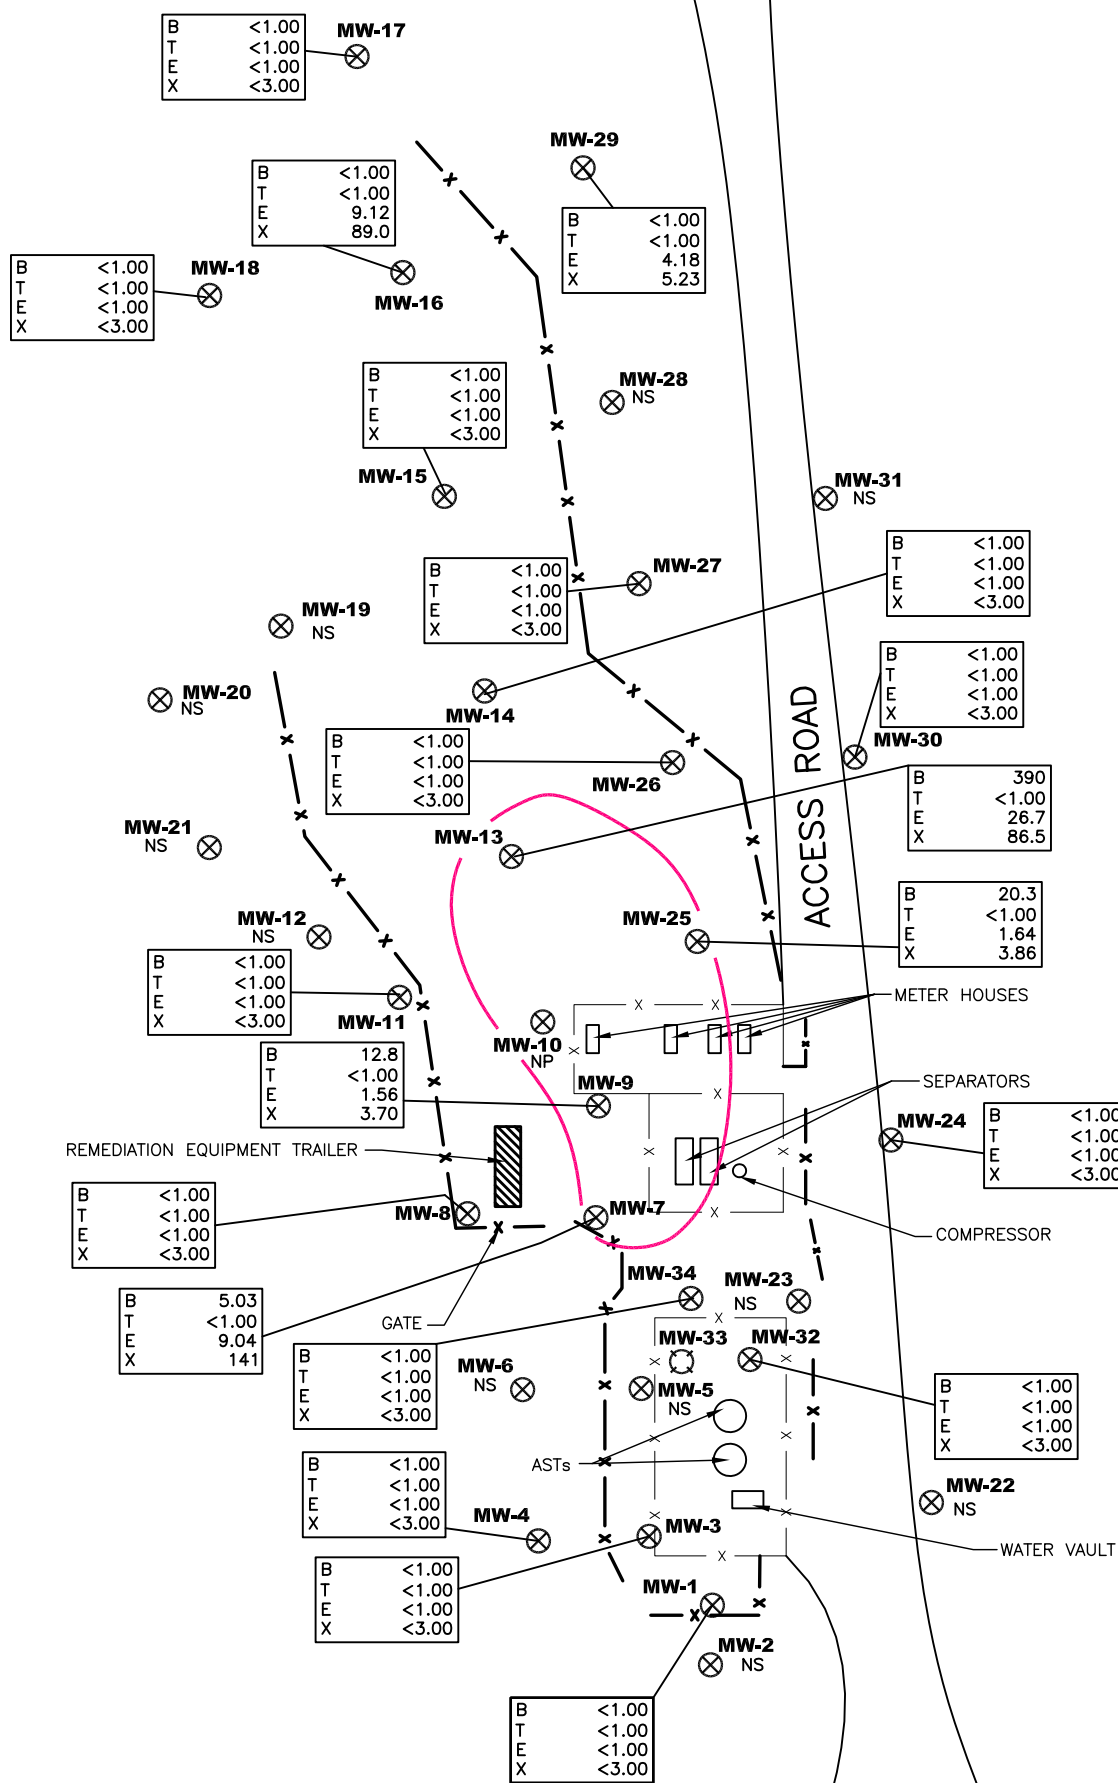 MW-17
B <1.00
T <1.00
E <1.00
X <3.00
MW-29
B <1.00
T <1.00
E 4.18
X 5.23
B <1.00
T <1.00
E 9.12
X 89.0
MW-16
MW-18
B <1.00
T <1.00
E <1.00
X <3.00
MW-28
NS
B <1.00
T <1.00
E <1.00
X <3.00
MW-15
MW-31
NS
B <1.00
T <1.00
E <1.00
X <3.00
MW-27
B <1.00
T <1.00
E <1.00
X <3.00
MW-14
MW-19
NS
MW-20
NS
B <1.00
T <1.00
E <1.00
X <3.00
MW-30
B <1.00
T <1.00
E <1.00
X <3.00
MW-26
ACCESS ROAD
MW-13
B 390
T <1.00
E 26.7
X 86.5
MW-21
NS
MW-25
B 20.3
T <1.00
E 1.64
X 3.86
MW-12
NS
B <1.00
T <1.00
E <1.00
X <3.00
MW-11
METER HOUSES
MW-10
NP
B 12.8
T <1.00
E 1.56
X 3.70
MW-9
SEPARATORS
MW-24
B <1.00
T <1.00
E <1.00
X <3.00
REMEDIATION EQUIPMENT TRAILER
B <1.00
T <1.00
E <1.00
X <3.00
MW-8
MW-7
COMPRESSOR
B 5.03
T <1.00
E 9.04
X 141
GATE
MW-34
MW-23
NS
B <1.00
T <1.00
E <1.00
X <3.00
MW-33
MW-32
B <1.00
T <1.00
E <1.00
X <3.00
MW-6
NS
MW-5
NS
ASTs
B <1.00
T <1.00
E <1.00
X <3.00
MW-4
MW-3
MW-22
NS
WATER VAULT
B <1.00
T <1.00
E <1.00
X <3.00
MW-1
MW-2
NS
B <1.00
T <1.00
E <1.00
X <3.00